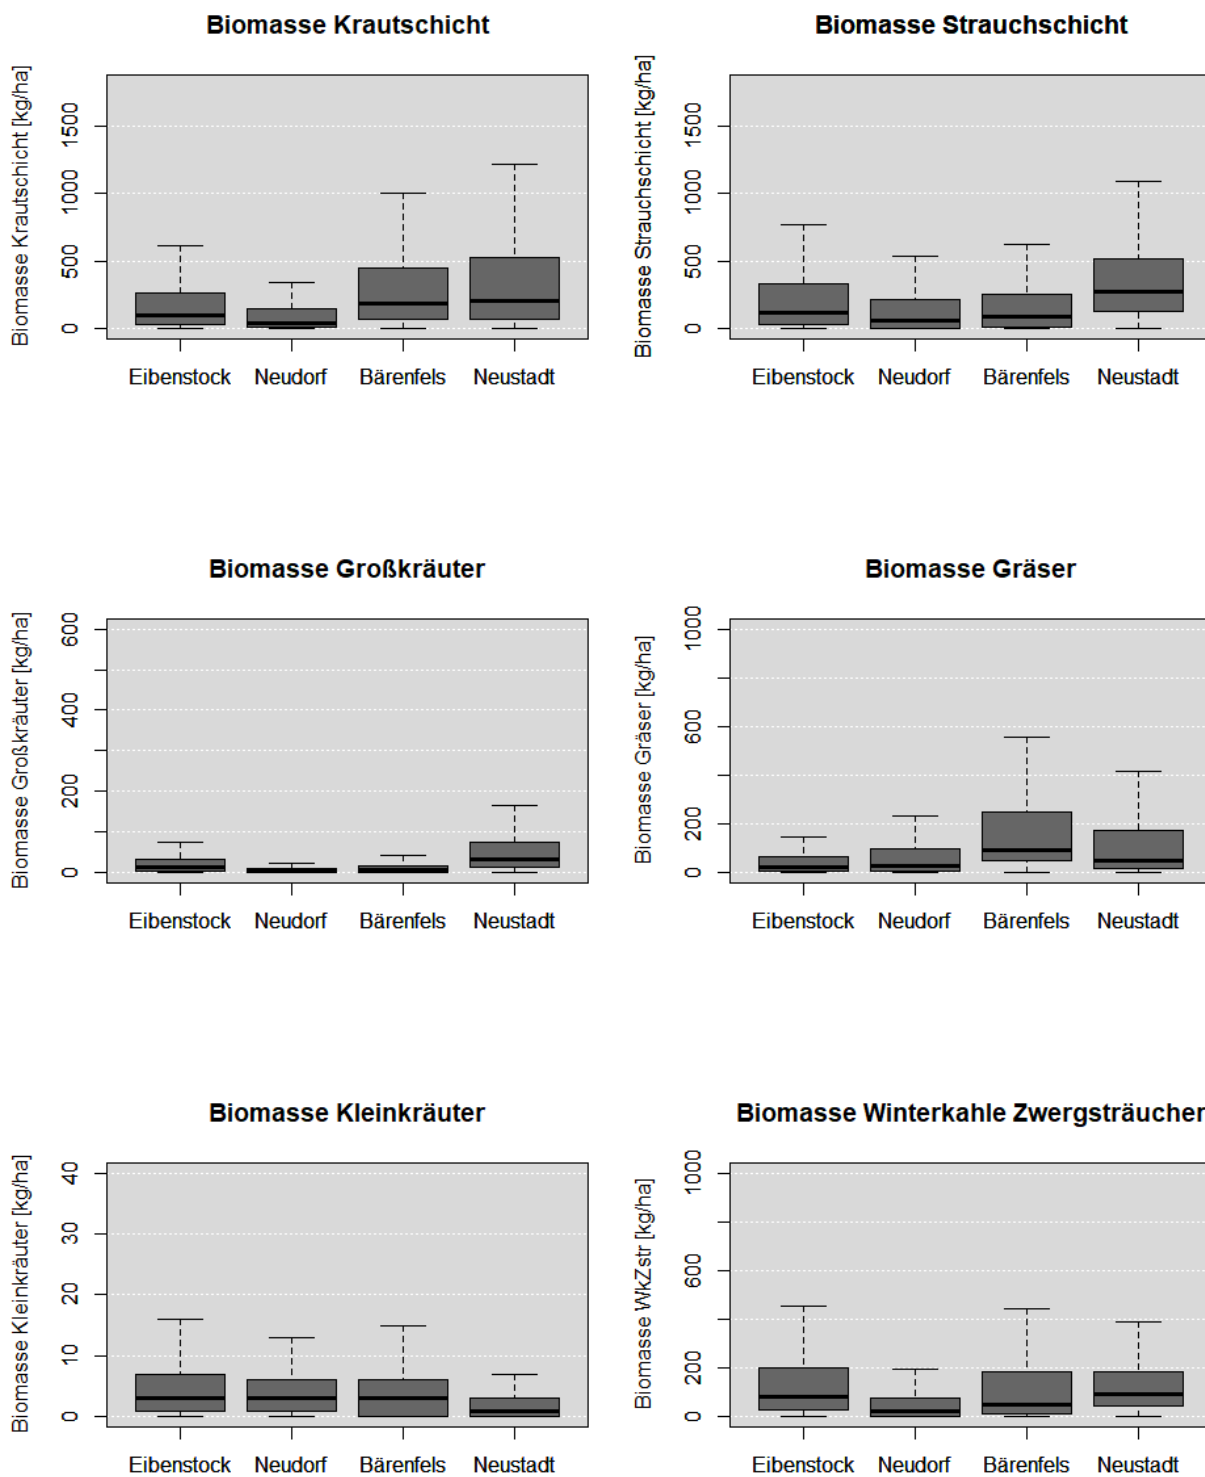 Biomasse Krautschicht
Biomasse Krautschicht [kg/ha]
1500
1000
500
0
Eibenstock Neudorf Bärenfels Neustadt
Biomasse Strauchschicht
Biomasse Strauchschicht [kg/ha]
1500
1000
500
0
Eibenstock Neudorf Bärenfels Neustadt
Biomasse Großkräuter
Biomasse Großkräuter [kg/ha]
600
400
200
0
Eibenstock Neudorf Bärenfels Neustadt
Biomasse Gräser
Biomasse Gräser [kg/ha]
1000
600
200
0
Eibenstock Neudorf Bärenfels Neustadt
Biomasse Kleinkräuter
Biomasse Kleinkräuter [kg/ha]
40
30
20
10
0
Eibenstock Neudorf Bärenfels Neustadt
Biomasse Winterkahle Zwergsträucher
Biomasse WkZstr [kg/ha]
1000
600
200
0
Eibenstock Neudorf Bärenfels Neustadt